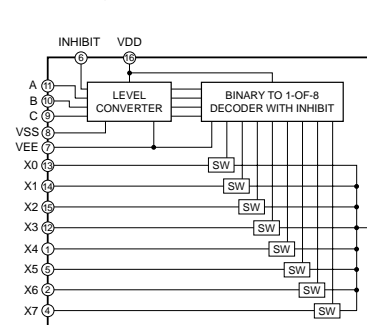 INHIBIT VDD
6 16
A 11
B 10
C 9
VSS 8
VEE 7
LEVEL
CONVERTER
BINARY TO 1-OF-8
DECODER WITH INHIBIT
X0 13 SW
X1 14 SW
X2 15 SW
X3 12 SW
X4 1 SW
X5 5 SW
X6 2 SW
X7 4 SW